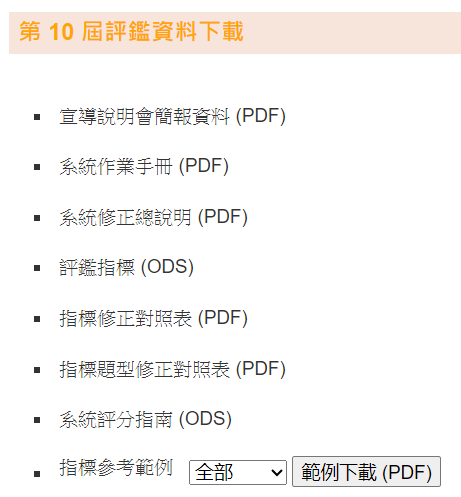 第 10 屆評鑑資料下載
宣導說明會簡報資料 (PDF)
系統作業手冊 (PDF)
系統修正總說明 (PDF)
評鑑指標 (ODS)
指標修正對照表 (PDF)
指標題型修正對照表 (PDF)
系統評分指南 (ODS)
指標參考範例 全部 範例下載 (PDF)